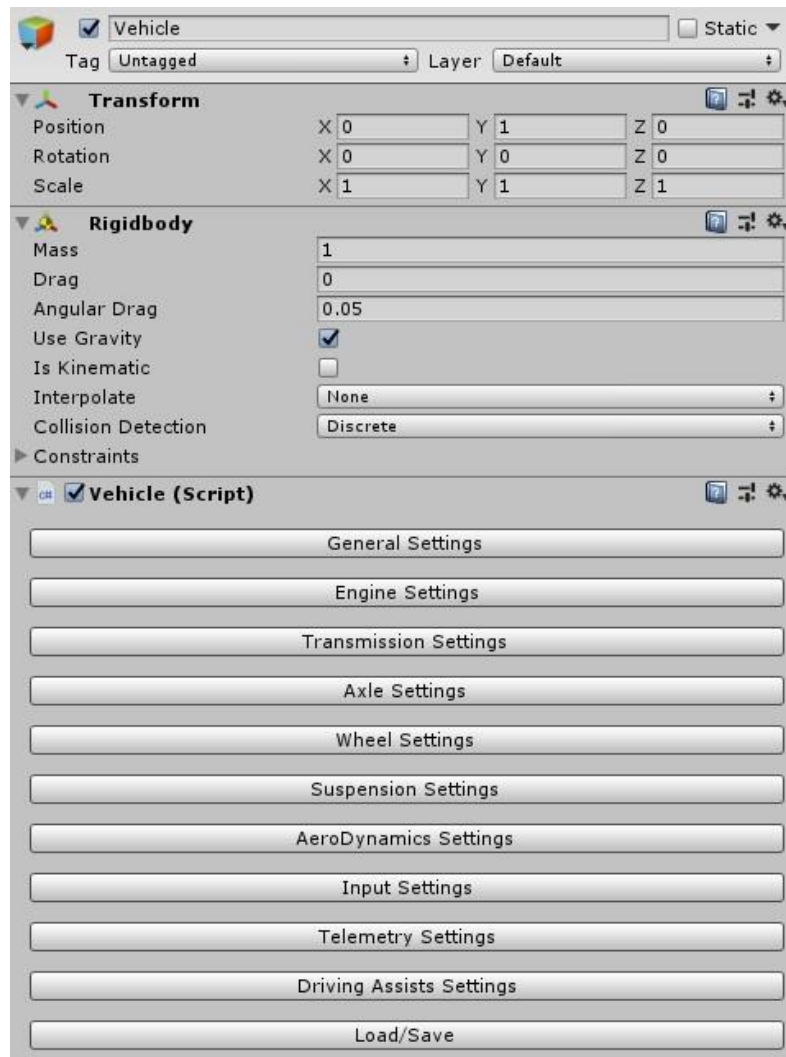 Vehicle Static
Tag Untagged Layer Default
Transform
Position X 0 Y 1 Z 0
Rotation X 0 Y 0 Z 0
Scale X 1 Y 1 Z 1
Rigidbody
Mass 1
Drag 0
Angular Drag 0.05
Use Gravity
Is Kinematic
Interpolate None
Collision Detection Discrete
Constraints
c# Vehicle (Script)
General Settings
Engine Settings
Transmission Settings
Axle Settings
Wheel Settings
Suspension Settings
AeroDynamics Settings
Input Settings
Telemetry Settings
Driving Assists Settings
Load/Save